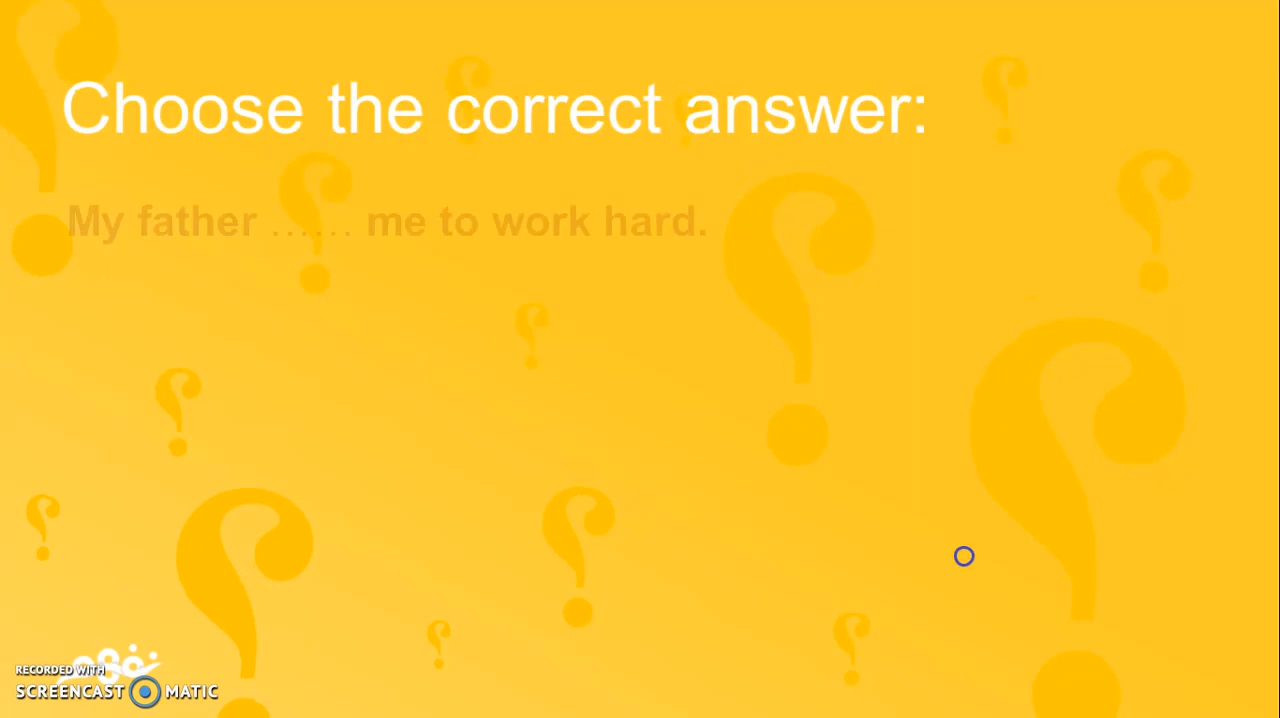 Choose the correct answer:
My father ...... me to work hard.
RECORDED WITH
SCREENCAST MATIC